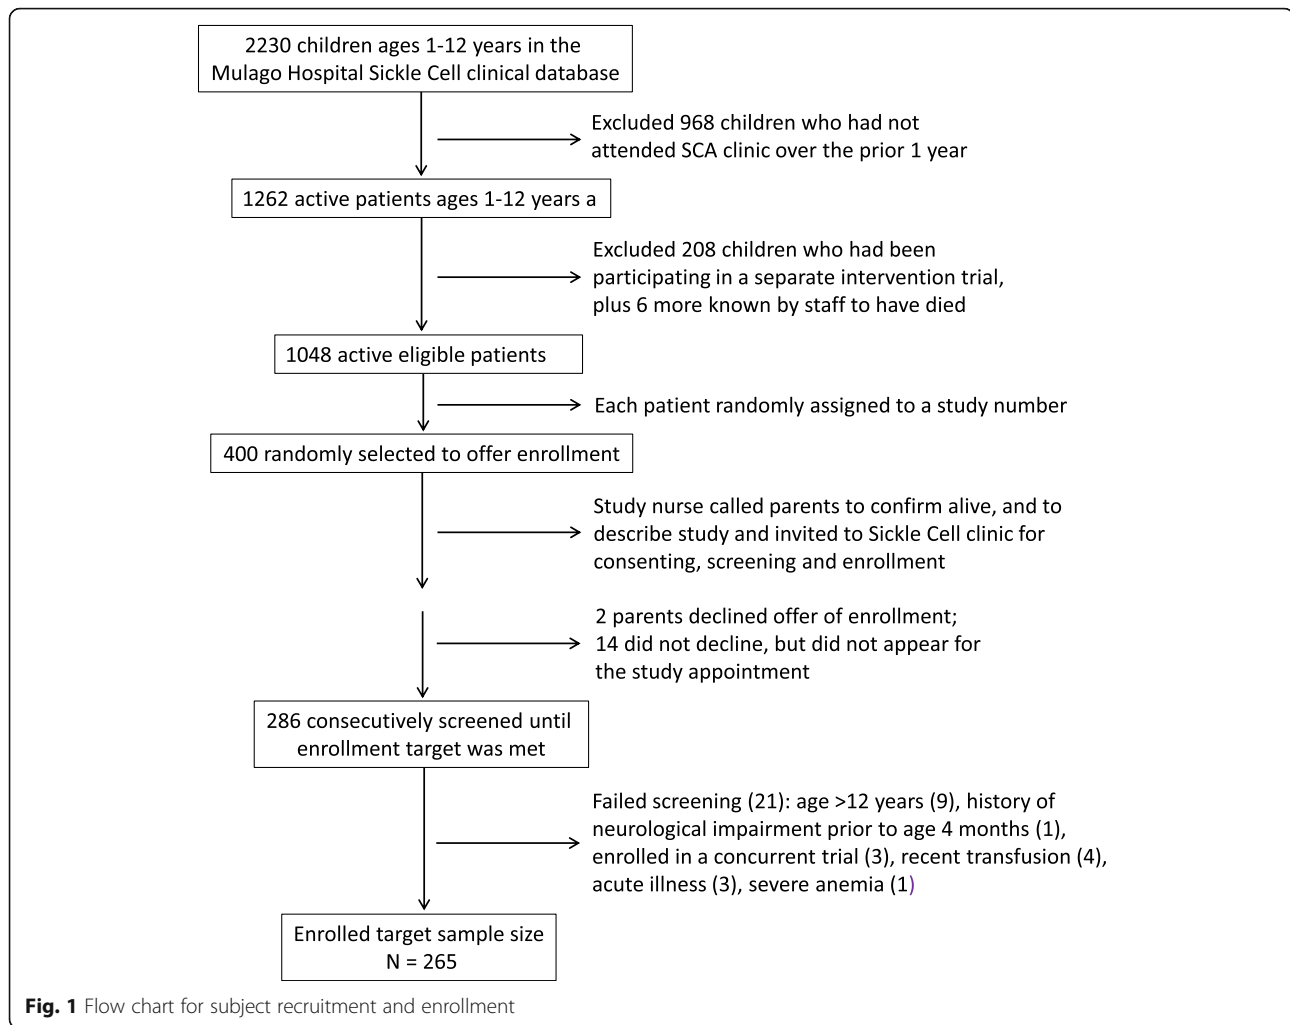 2230 children ages 1-12 years in the
Mulago Hospital Sickle Cell clinical database
Excluded 968 children who had not
attended SCA clinic over the prior 1 year
1262 active patients ages 1-12 years a
Excluded 208 children who had been
participating in a separate intervention trial,
plus 6 more known by staff to have died
1048 active eligible patients
Each patient randomly assigned to a study number
400 randomly selected to offer enrollment
Study nurse called parents to confirm alive, and to
describe study and invited to Sickle Cell clinic for
consenting, screening and enrollment
2 parents declined offer of enrollment;
14 did not decline, but did not appear for
the study appointment
286 consecutively screened until
enrollment target was met
Failed screening (21): age >12 years (9), history of
neurological impairment prior to age 4 months (1),
enrolled in a concurrent trial (3), recent transfusion (4),
acute illness (3), severe anemia (1)
Enrolled target sample size
N = 265
Fig. 1 Flow chart for subject recruitment and enrollment